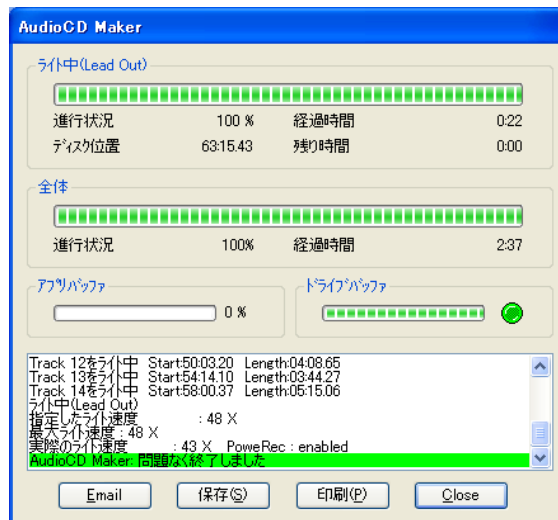 AudioCD Maker
ライト中(Lead Out)
進行状況 100 % 経過時間 0:22
ディスク位置 63:15.43 残り時間 0:00
全体
進行状況 100% 経過時間 2:37
アプリバッファ ドライブバッファ
0 %
Track 12をライト中 Start:50:03.20 Length:04:08.65
Track 13をライト中 Start:54:14.10 Length:03:44.27
Track 14をライト中 Start:58:00.37 Length:05:15.06
ライト中(Lead Out)
指定したライト速度 : 48 X
最大ライト速度 : 48 X
実際のライト速度 : 43 X PoweRec : enabled
AudioCD Maker: 問題なく終了しました
Email 保存(S) 印刷(P) Close